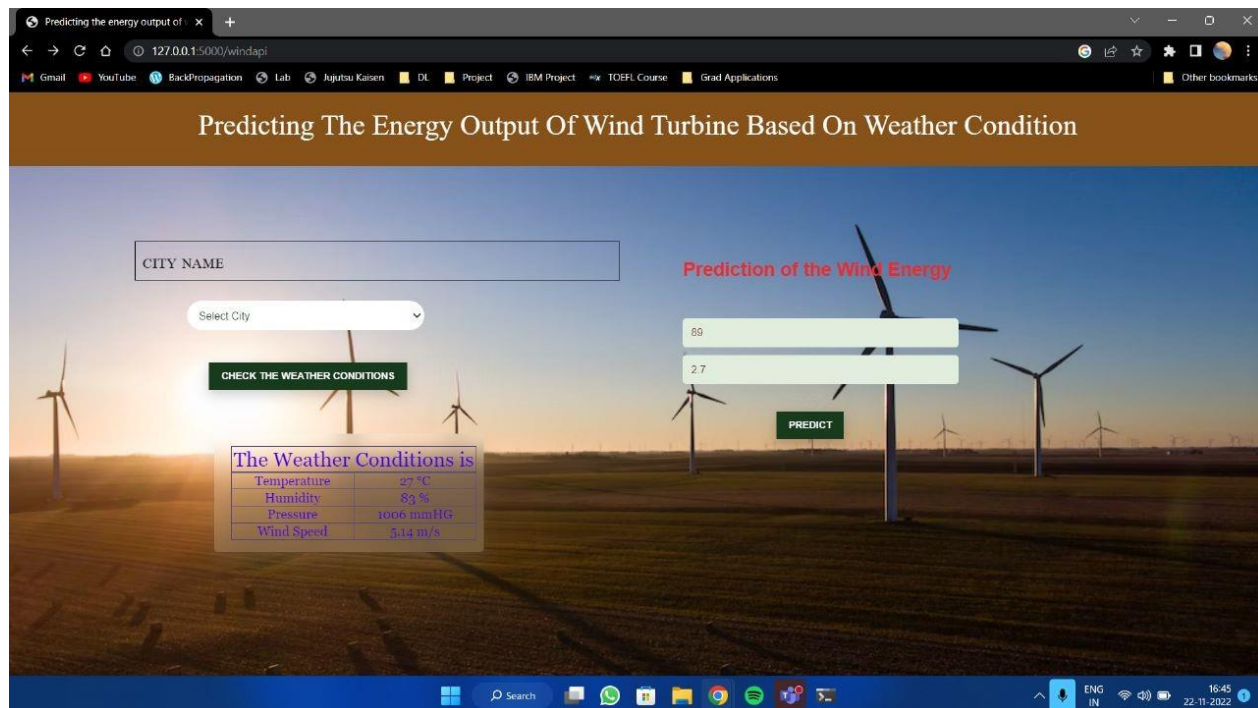 Predicting the energy output of
127.0.0.1:5000/windapi
Gmail YouTube BackPropagation Lab Jujutsu Kaisen DL Project IBM Project TOEFL Course Grad Applications Other bookmarks
Predicting The Energy Output Of Wind Turbine Based On Weather Condition
CITY NAME
Select City
CHECK THE WEATHER CONDITIONS
The Weather Conditions is
Temperature 27 °C
Humidity 83 %
Pressure 1006 mmHG
Wind Speed 5.14 m/s
Prediction of the Wind Energy
89
2.7
PREDICT
Search
ENG
IN
16:45
22-11-2022
1